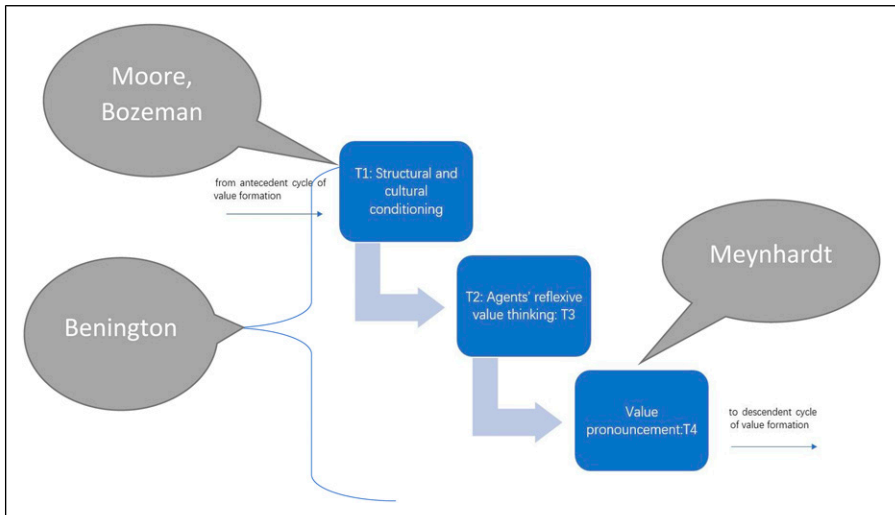 Moore,
Bozeman
T1: Structural and
cultural
conditioning
from antecedent cycle of
value formation
Meynhardt
T2: Agents' reflexive
value thinking: T3
Benington
Value
pronouncement:T4
to descendent cycle
of value formation